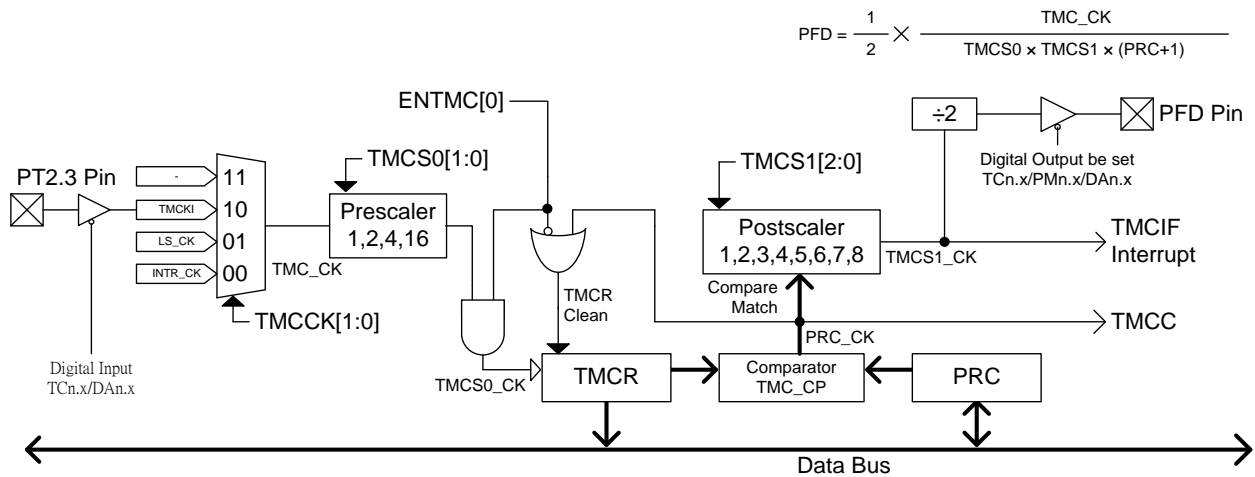 PFD = 1/2 × TMC_CK / TMCS0 × TMCS1 × (PRC+1)
ENTMC[0]
÷2
PFD Pin
TMCS0[1:0]
TMCS1[2:0]
Digital Output be set
TCn.x/PMn.x/DAn.x
PT2.3 Pin
-
11
TMCKI
10
LS_CK
01
INTR_CK
00
TMC_CK
Prescaler
1,2,4,16
Postscaler
1,2,3,4,5,6,7,8
TMCS1_CK
TMCIF
Interrupt
TMCR
Clean
Compare
Match
TMCCK[1:0]
TMCC
PRC_CK
Digital Input
TCn.x/DAn.x
TMCS0_CK
TMCR
Comparator
TMC_CP
PRC
Data Bus